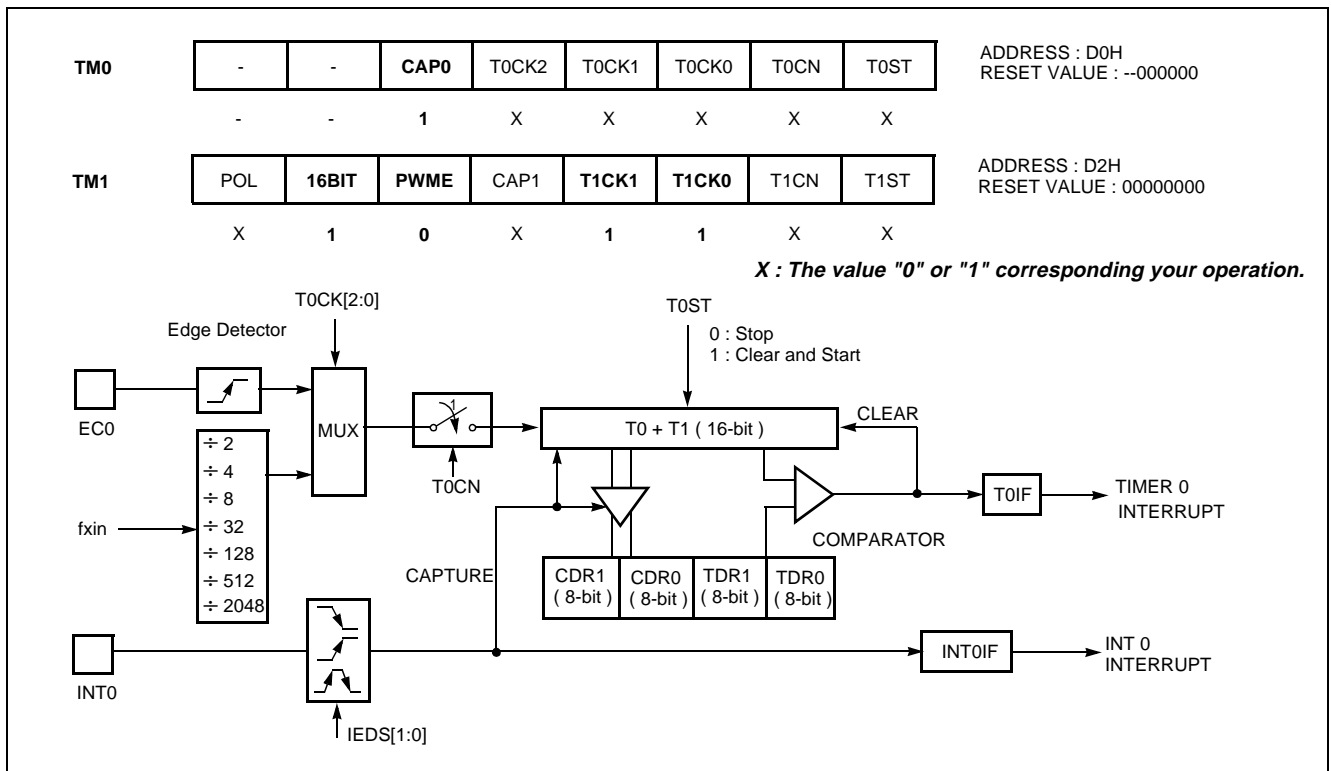 TM0 - - CAP0 T0CK2 T0CK1 T0CK0 T0CN T0ST
ADDRESS : D0H
RESET VALUE : --000000
- - 1 X X X X X
TM1 POL 16BIT PWME CAP1 T1CK1 T1CK0 T1CN T1ST
ADDRESS : D2H
RESET VALUE : 00000000
X 1 0 X 1 1 X X
X : The value "0" or "1" corresponding your operation.
T0CK[2:0]
T0ST
Edge Detector
0 : Stop
1 : Clear and Start
EC0
MUX
1
T0CN
T0 + T1 ( 16-bit )
CLEAR
fxin
÷ 2
÷ 4
÷ 8
÷ 32
÷ 128
÷ 512
÷ 2048
T0IF
TIMER 0
INTERRUPT
COMPARATOR
CAPTURE
CDR1
( 8-bit )
CDR0
( 8-bit )
TDR1
( 8-bit )
TDR0
( 8-bit )
INT0
INT0IF
INT 0
INTERRUPT
IEDS[1:0]